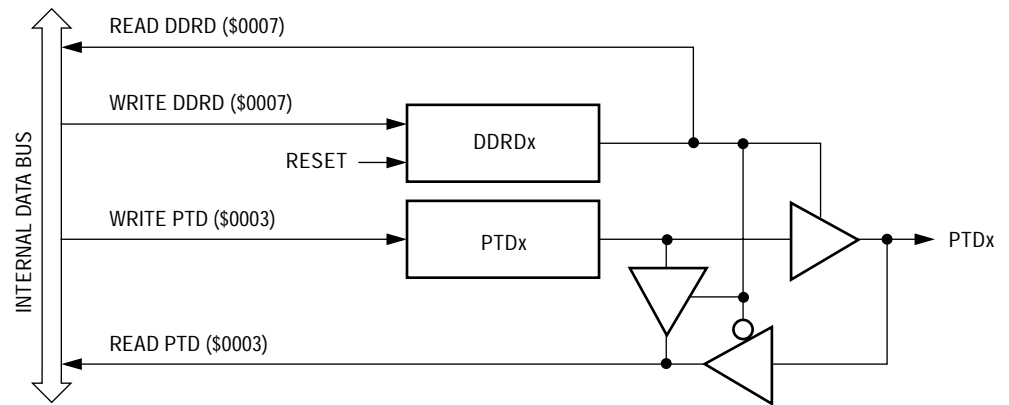 READ DDRD ($0007)
WRITE DDRD ($0007)
DDRDx
RESET
WRITE PTD ($0003)
PTDx
PTDx
READ PTD ($0003)
INTERNAL DATA BUS